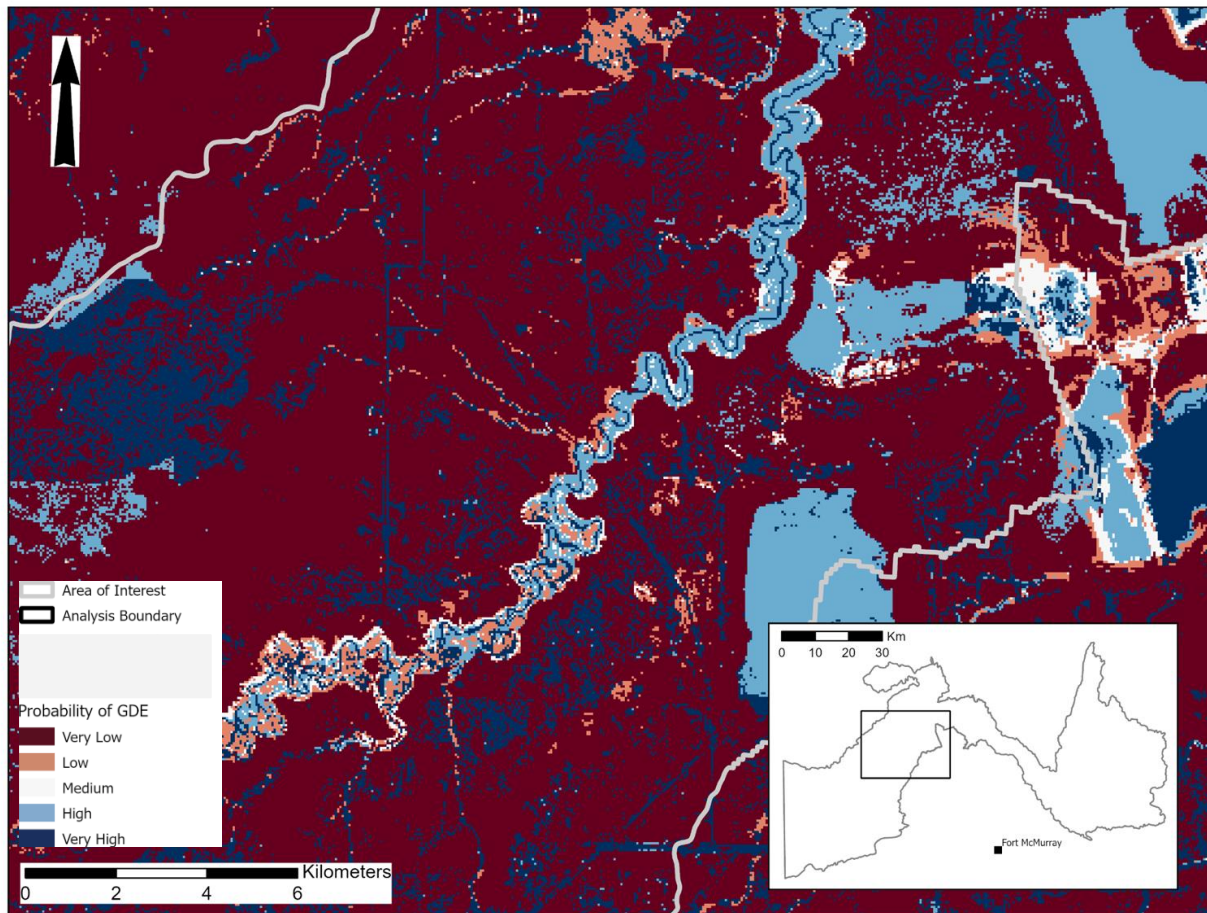 Area of Interest
Analysis Boundary
Probability of GDE
Very Low
Low
Medium
High
Very High
Kilometers
0 2 4 6
Km
0 10 20 30
Fort McMurray